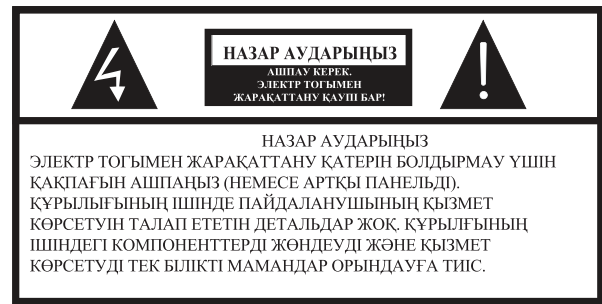 НАЗАР АУДАРЫҢЫЗ
АШПАУ КЕРЕК.
ЭЛЕКТР ТОГЫМЕН
ЖАРАҚАТТАНУ ҚАУПІ БАР!
НАЗАР АУДАРЫҢЫЗ
ЭЛЕКТР ТОГЫМЕН ЖАРАҚАТТАНУ ҚАТЕРІН БОЛДЫРМАУ ҮШІН
ҚАҚПАҒЫН АШПАҢЫЗ (НЕМЕСЕ АРТҚЫ ПАНЕЛЬДІ).
ҚҰРЫЛЫҒЫНЫҢ ІШІНДЕ ПАЙДАЛАНУШЫНЫҢ ҚЫЗМЕТ
КӨРСЕТУІН ТАЛАП ЕТЕТІН ДЕТАЛЬДАР ЖОҚ. ҚҰРЫЛҒЫНЫҢ
ІШІНДЕГІ КОМПОНЕНТТЕРДІ ЖӨНДЕУДІ ЖӘНЕ ҚЫЗМЕТ
КӨРСЕТУДІ ТЕК БІЛІКТІ МАМАНДАР ОРЫНДАУҒА ТИІС.